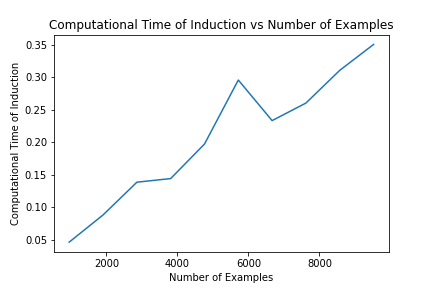 Computational Time of Induction vs Number of Examples
Computational Time of Induction
0.35
0.30
0.25
0.20
0.15
0.10
0.05
2000 4000 6000 8000
Number of Examples